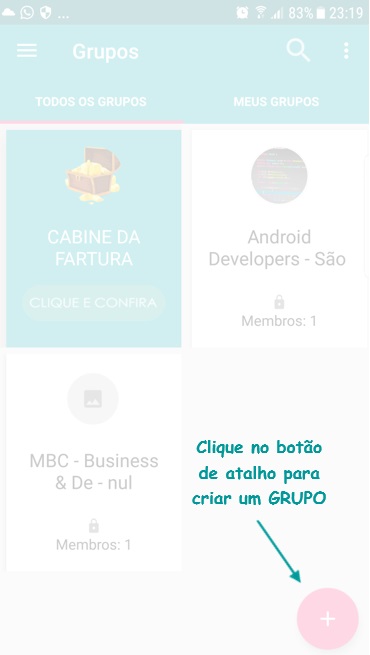 ... 83% 23:19
Grupos
TODOS OS GRUPOS MEUS GRUPOS
CABINE DA
FARTURA
CLIQUE E CONFIRA
Android
Developers - São
Membros: 1
MBC - Business
& De - nul
Membros: 1
Clique no botão
de atalho para
criar um GRUPO